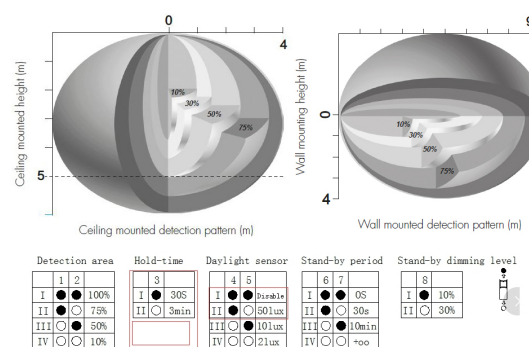 0
4
Ceiling mounted height (m)
10%
30%
50%
75%
5
Ceiling mounted detection pattern (m)
9
Wall mounting height (m)
0
10%
30%
50%
75%
4
Wall mounted detection pattern (m)
Detection area
1 2
I ● ● 100%
II ● ○ 75%
III ○ ● 50%
IV ○ ○ 10%
Hold-time
3
I ● 30S
II ○ 3min
Daylight sensor
4 5
I ● ● Disable
II ● ○ 50lux
III ○ ● 10lux
IV ○ ○ 2lux
Stand-by period
6 7
I ● ● 0S
II ● ○ 30s
III ○ ● 10min
IV ○ ○ +oo
Stand-by dimming level
8
I ● 10%
II ○ 30%